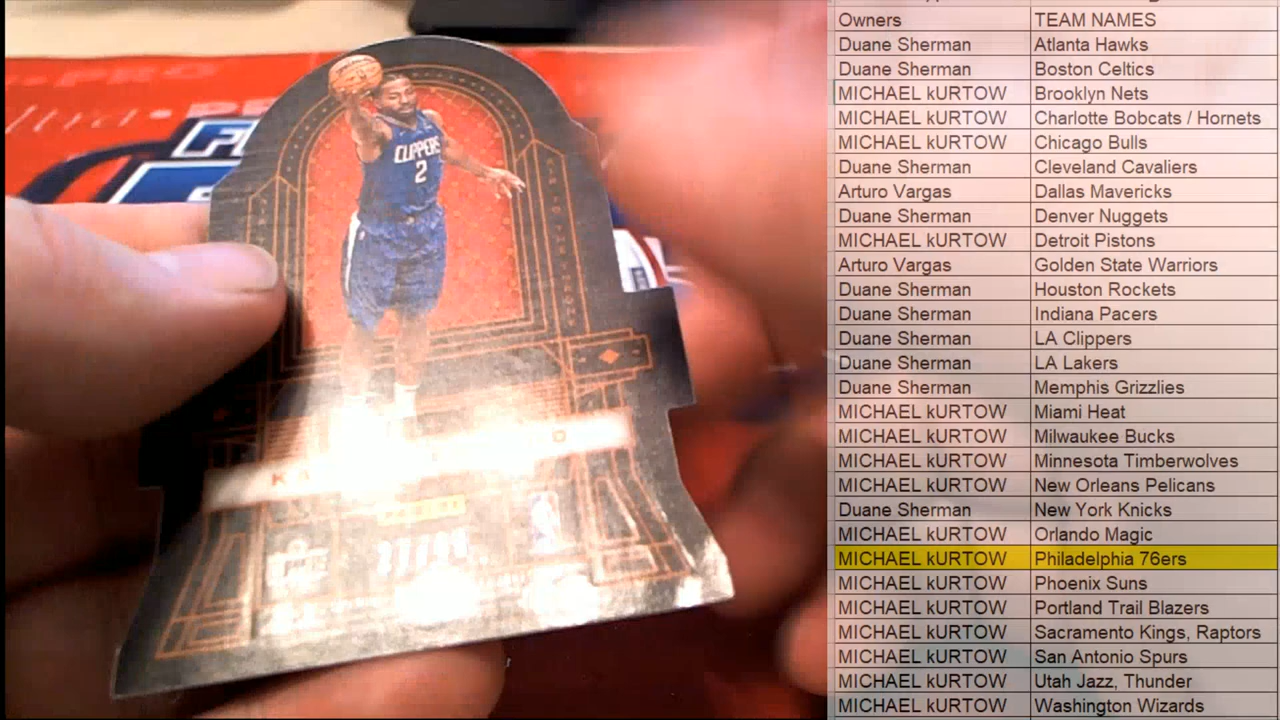 Owners TEAM NAMES
Duane Sherman Atlanta Hawks
Duane Sherman Boston Celtics
MICHAEL kURTOW Brooklyn Nets
MICHAEL kURTOW Charlotte Bobcats / Hornets
MICHAEL kURTOW Chicago Bulls
Duane Sherman Cleveland Cavaliers
Arturo Vargas Dallas Mavericks
Duane Sherman Denver Nuggets
MICHAEL kURTOW Detroit Pistons
Arturo Vargas Golden State Warriors
Duane Sherman Houston Rockets
Duane Sherman Indiana Pacers
Duane Sherman LA Clippers
Duane Sherman LA Lakers
Duane Sherman Memphis Grizzlies
MICHAEL kURTOW Miami Heat
MICHAEL kURTOW Milwaukee Bucks
MICHAEL kURTOW Minnesota Timberwolves
MICHAEL kURTOW New Orleans Pelicans
Duane Sherman New York Knicks
MICHAEL kURTOW Orlando Magic
MICHAEL kURTOW Philadelphia 76ers
MICHAEL kURTOW Phoenix Suns
MICHAEL kURTOW Portland Trail Blazers
MICHAEL kURTOW Sacramento Kings, Raptors
MICHAEL kURTOW San Antonio Spurs
MICHAEL kURTOW Utah Jazz, Thunder
MICHAEL kURTOW Washington Wizards
CLIPPERS
2